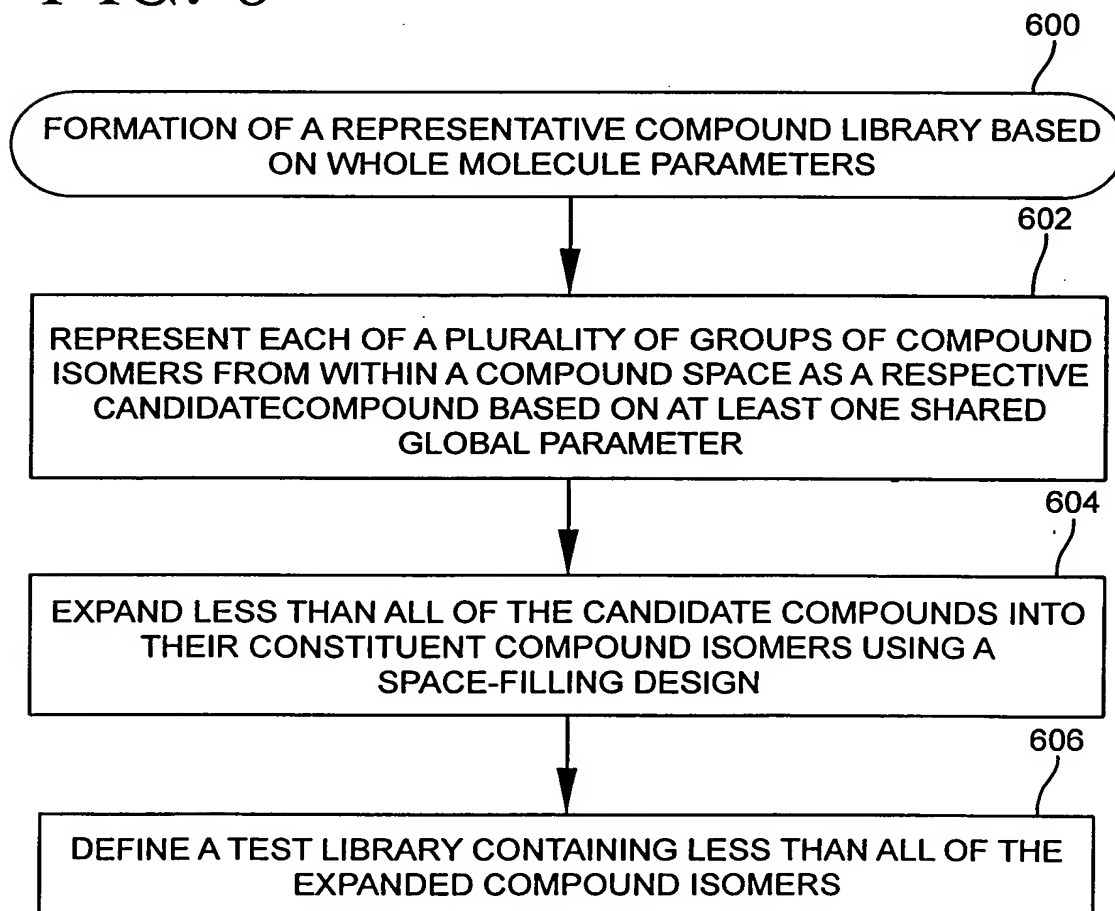 600
FORMATION OF A REPRESENTATIVE COMPOUND LIBRARY BASED
ON WHOLE MOLECULE PARAMETERS
602
REPRESENT EACH OF A PLURALITY OF GROUPS OF COMPOUND
ISOMERS FROM WITHIN A COMPOUND SPACE AS A RESPECTIVE
CANDIDATECOMPOUND BASED ON AT LEAST ONE SHARED
GLOBAL PARAMETER
604
EXPAND LESS THAN ALL OF THE CANDIDATE COMPOUNDS INTO
THEIR CONSTITUENT COMPOUND ISOMERS USING A
SPACE-FILLING DESIGN
606
DEFINE A TEST LIBRARY CONTAINING LESS THAN ALL OF THE
EXPANDED COMPOUND ISOMERS